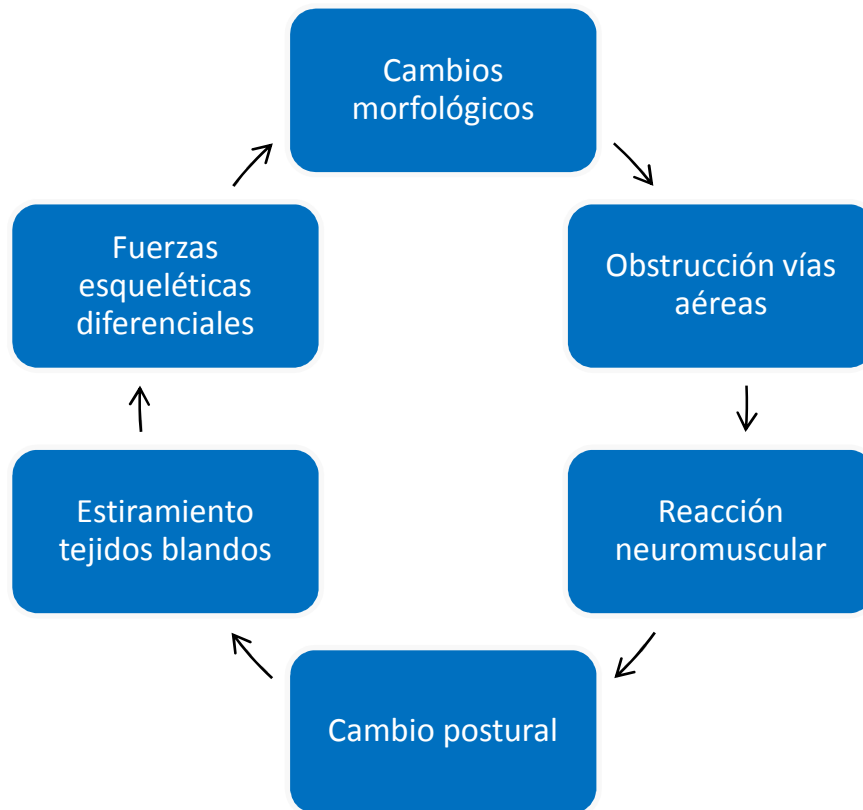 Cambios
morfológicos
Obstrucción vías
aéreas
Reacción
neuromuscular
Cambio postural
Estiramiento
tejidos blandos
Fuerzas
esqueléticas
diferenciales